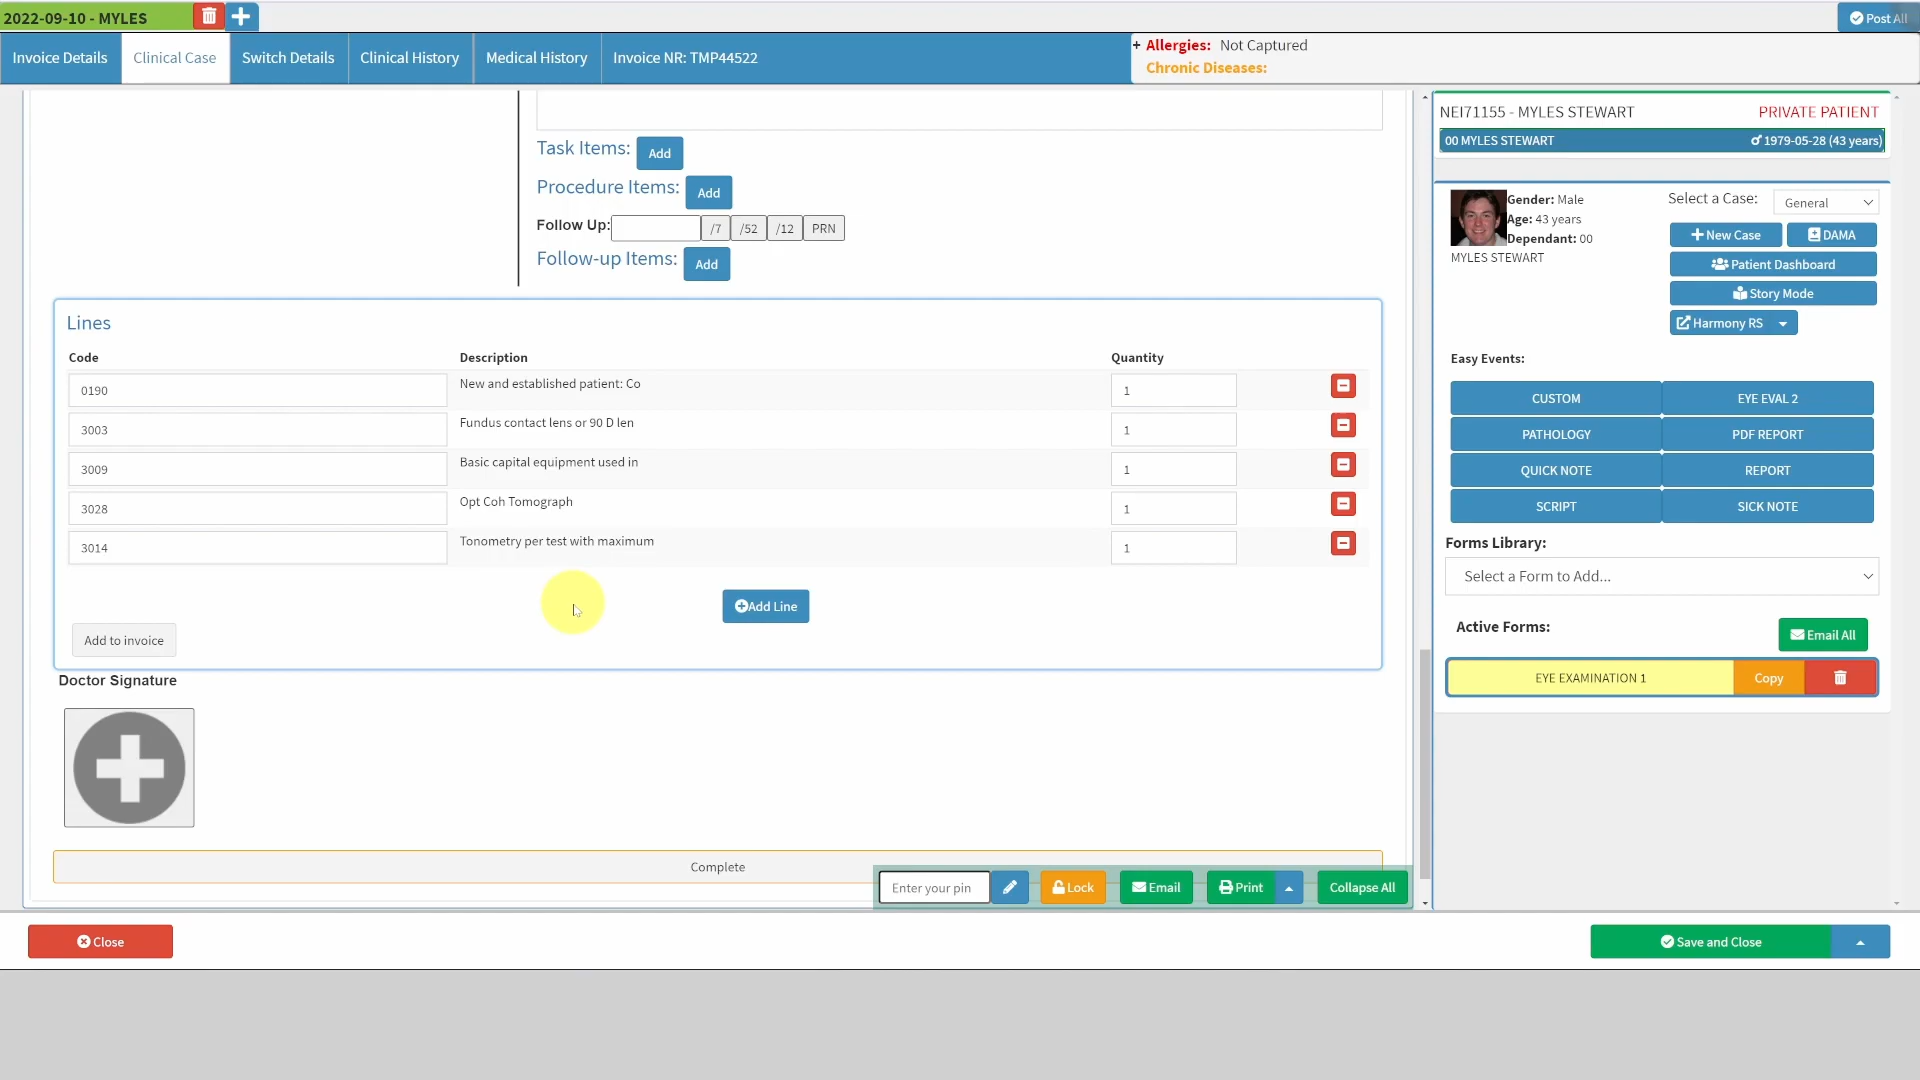 2022-09-10 - MYLES
Post All
Invoice Details
Clinical Case
Switch Details
Clinical History
Medical History
Invoice NR: TMP44522
+ Allergies: Not Captured
Chronic Diseases:
Task Items: Add
Procedure Items: Add
Follow Up: /7 /52 /12 PRN
Follow-up Items: Add
Lines
Code Description Quantity
0190 New and established patient: Co 1
3003 Fundus contact lens or 90 D len 1
3009 Basic capital equipment used in 1
3028 Opt Coh Tomograph 1
3014 Tonometry per test with maximum 1
Add Line
Add to invoice
Doctor Signature
Complete
Enter your pin
Lock
Email
Print
Collapse All
Close
Save and Close
NEI71155 - MYLES STEWART PRIVATE PATIENT
00 MYLES STEWART ♂ 1979-05-28 (43 years)
Gender: Male
Age: 43 years
Dependant: 00
MYLES STEWART
Select a Case: General
New Case
DAMA
Patient Dashboard
Story Mode
Harmony RS
Easy Events:
CUSTOM EYE EVAL 2
PATHOLOGY PDF REPORT
QUICK NOTE REPORT
SCRIPT SICK NOTE
Forms Library:
Select a Form to Add...
Active Forms:
Email All
EYE EXAMINATION 1 Copy